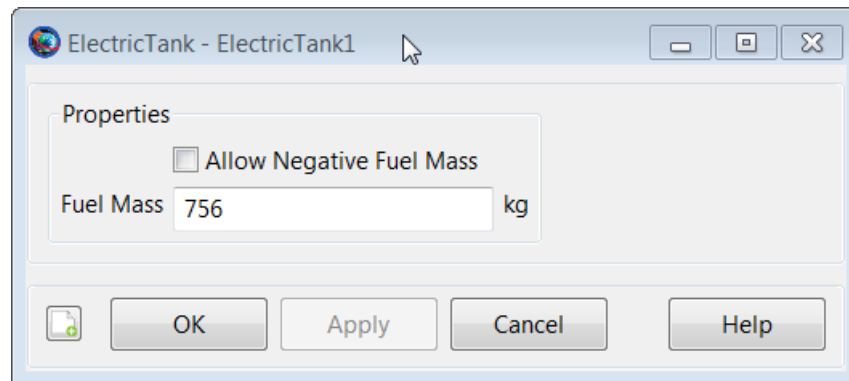 ElectricTank - ElectricTank1
Properties
Allow Negative Fuel Mass
Fuel Mass 756 kg
OK Apply Cancel Help